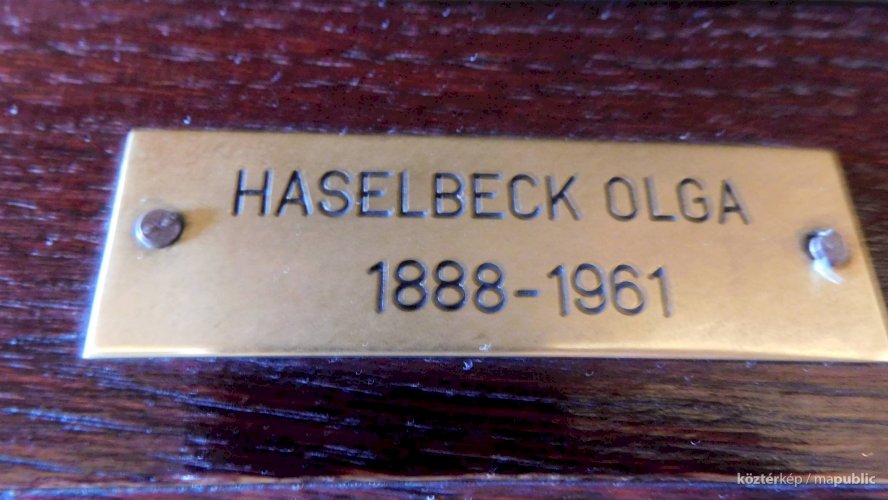 HASELBECK OLGA
1888-1961
köztérkép / mapublic